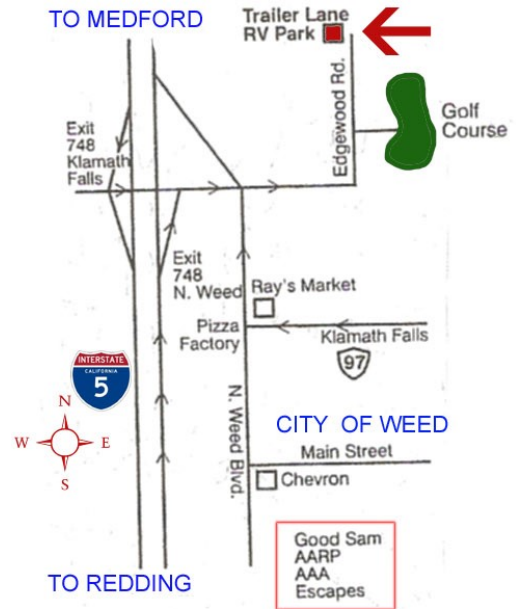 TO MEDFORD
Trailer Lane
RV Park
Edgewood Rd.
Golf
Course
Exit
748
Klamath
Falls
Exit
748
N. Weed
Ray's Market
Pizza
Factory
Klamath Falls
97
INTERSTATE
CALIFORNIA
5
N
W
E
S
CITY OF WEED
N. Weed Blvd.
Main Street
Chevron
Good Sam
AARP
AAA
Escapes
TO REDDING